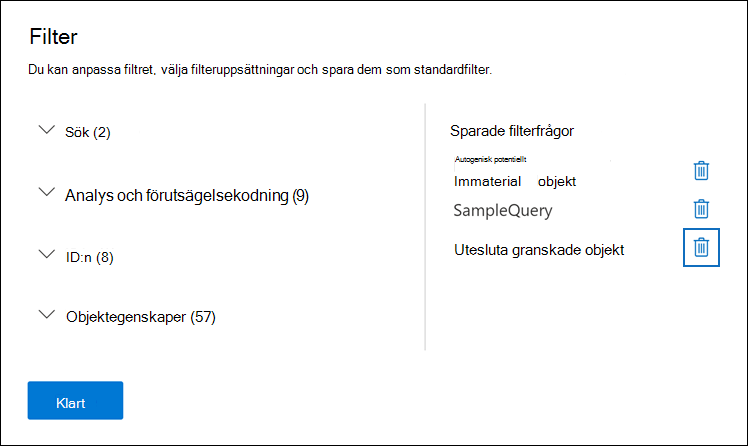 Filter
Du kan anpassa filtret, välja filteruppsättningar och spara dem som standardfilter.
Sök (2)
Analys och förutsägelsekodning (9)
ID:n (8)
Objektegenskaper (57)
Sparade filterfrågor
Autogenisk potentiellt
Immaterial objekt
SampleQuery
Utesluta granskade objekt
Klart